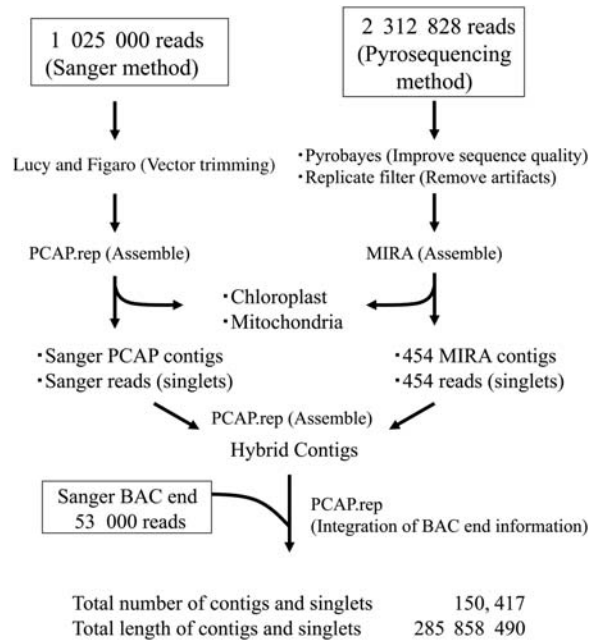 1 025 000 reads
(Sanger method)
2 312 828 reads
(Pyrosequencing
method)
Lucy and Figaro (Vector trimming)
・Pyrobayes (Improve sequence quality)
・Replicate filter (Remove artifacts)
PCAP.rep (Assemble)
MIRA (Assemble)
・Chloroplast
・Mitochondria
・Sanger PCAP contigs
・Sanger reads (singlets)
・454 MIRA contigs
・454 reads (singlets)
PCAP.rep (Assemble)
Hybrid Contigs
Sanger BAC end
53 000 reads
PCAP.rep
(Integration of BAC end information)
Total number of contigs and singlets 150, 417
Total length of contigs and singlets 285 858 490